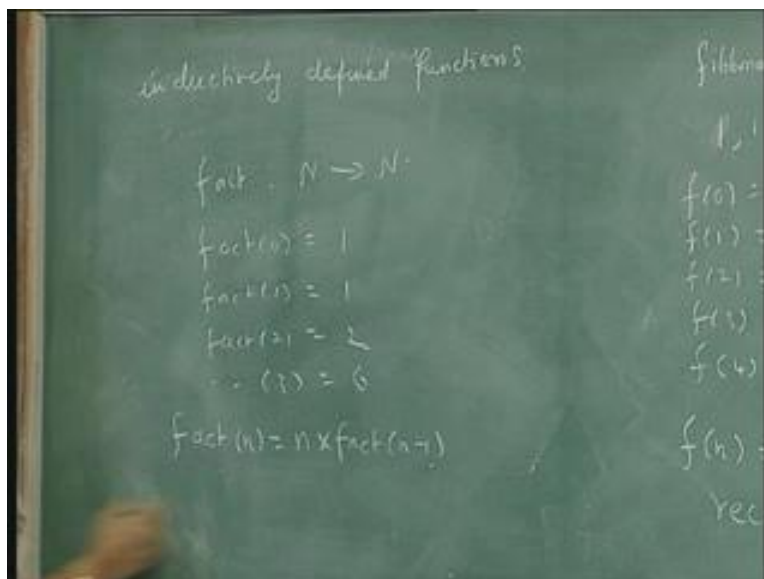 inductively defined functions
fact : N → N
fact(0) = 1
fact(1) = 1
fact(2) = 2
(3) = 6
fact(n) = n x fact(n-1)
1,
f(0) =
f(1) =
f(2) =
f(3)
f(4)
f(n) =
rec